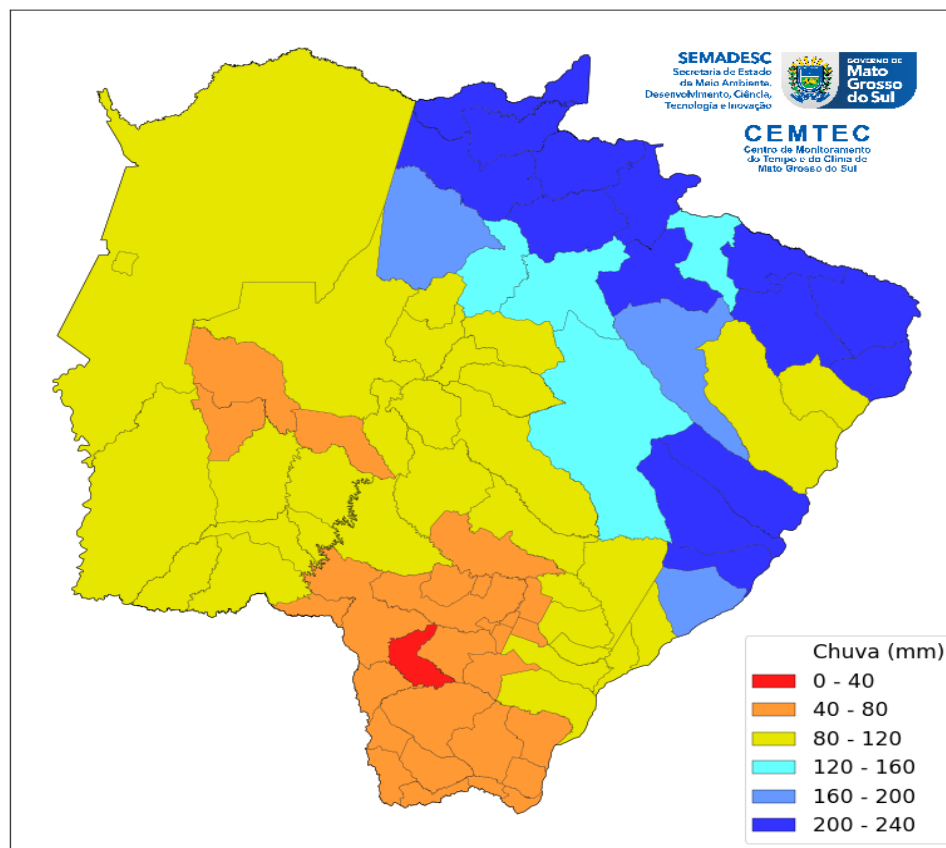 SEMADESC
Secretaria de Estado
de Meio Ambiente,
Desenvolvimento, Ciência,
Tecnologia e Inovação
GOVERNO DE
Mato
Grosso
do Sul
CEMTEC
Centro de Monitoramento
do Tempo e do Clima de
Mato Grosso do Sul
Chuva (mm)
0 - 40
40 - 80
80 - 120
120 - 160
160 - 200
200 - 240